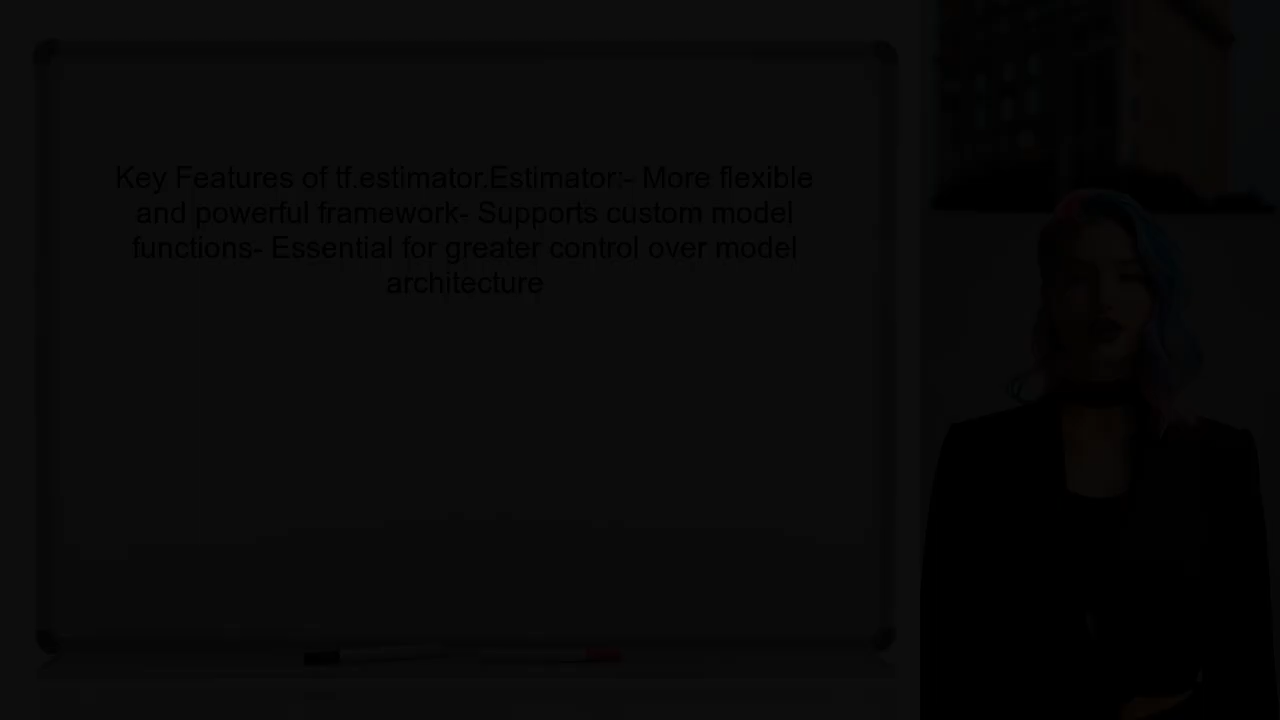 Key Features of tf.estimator.Estimator:- More flexible
and powerful framework- Supports custom model
functions- Essential for greater control over model
architecture